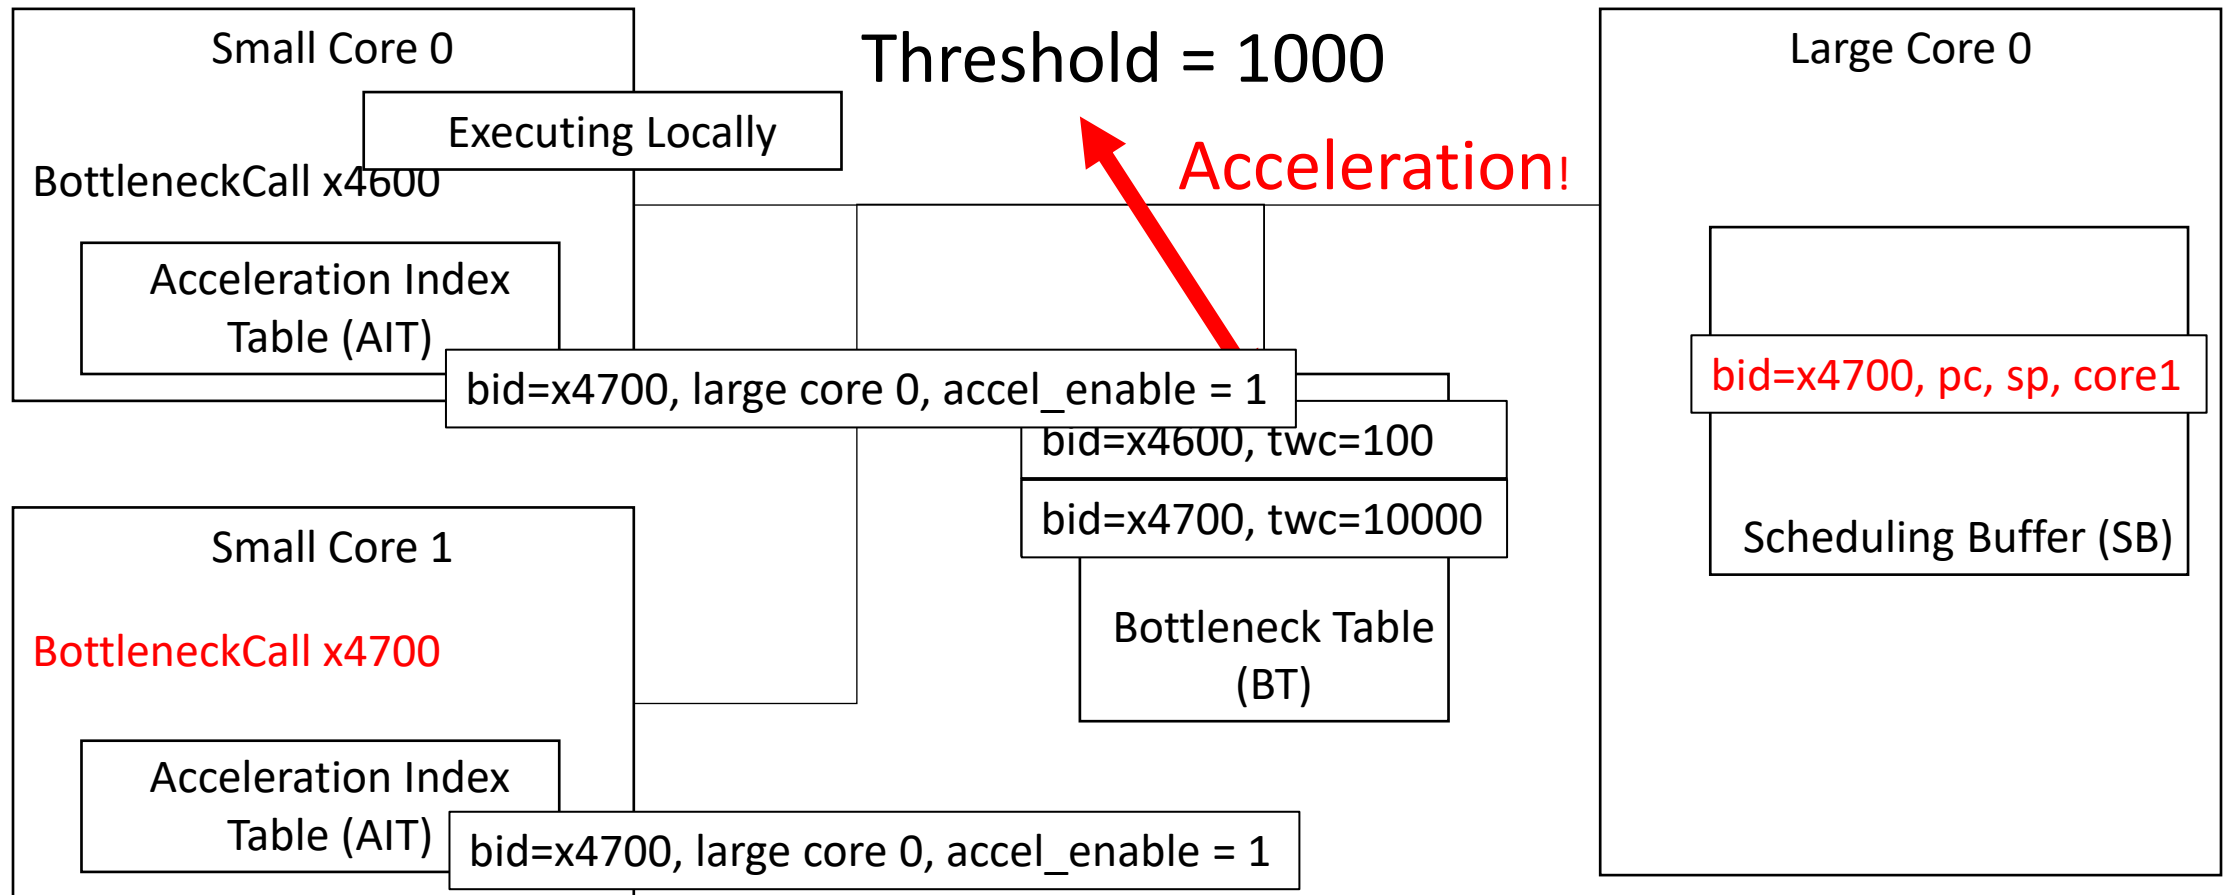 Small Core 0
Executing Locally
BottleneckCall x4600
Acceleration Index
Table (AIT)
bid=x4700, large core 0, accel_enable = 1
Threshold = 1000
Acceleration!
bid=x4600, twc=100
bid=x4700, twc=10000
Bottleneck Table
(BT)
Small Core 1
BottleneckCall x4700
Acceleration Index
Table (AIT)
bid=x4700, large core 0, accel_enable = 1
Large Core 0
bid=x4700, pc, sp, core1
Scheduling Buffer (SB)